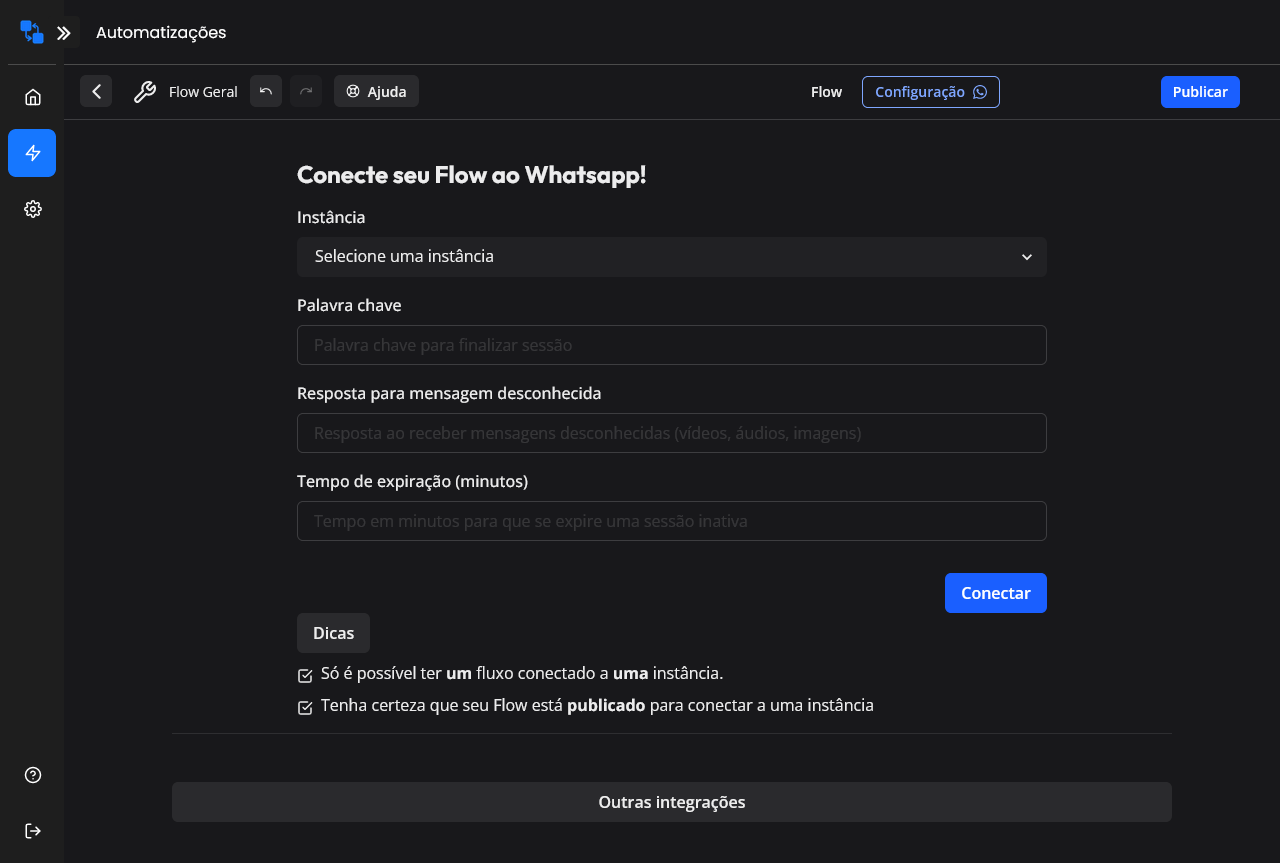 Automatizações
Flow Geral
Ajuda
Flow
Configuração
Publicar
Conecte seu Flow ao Whatsapp!
Instância
Selecione uma instância
Palavra chave
Palavra chave para finalizar sessão
Resposta para mensagem desconhecida
Resposta ao receber mensagens desconhecidas (vídeos, áudios, imagens)
Tempo de expiração (minutos)
Tempo em minutos para que se expire uma sessão inativa
Conectar
Dicas
Só é possível ter um fluxo conectado a uma instância.
Tenha certeza que seu Flow está publicado para conectar a uma instância
Outras integrações